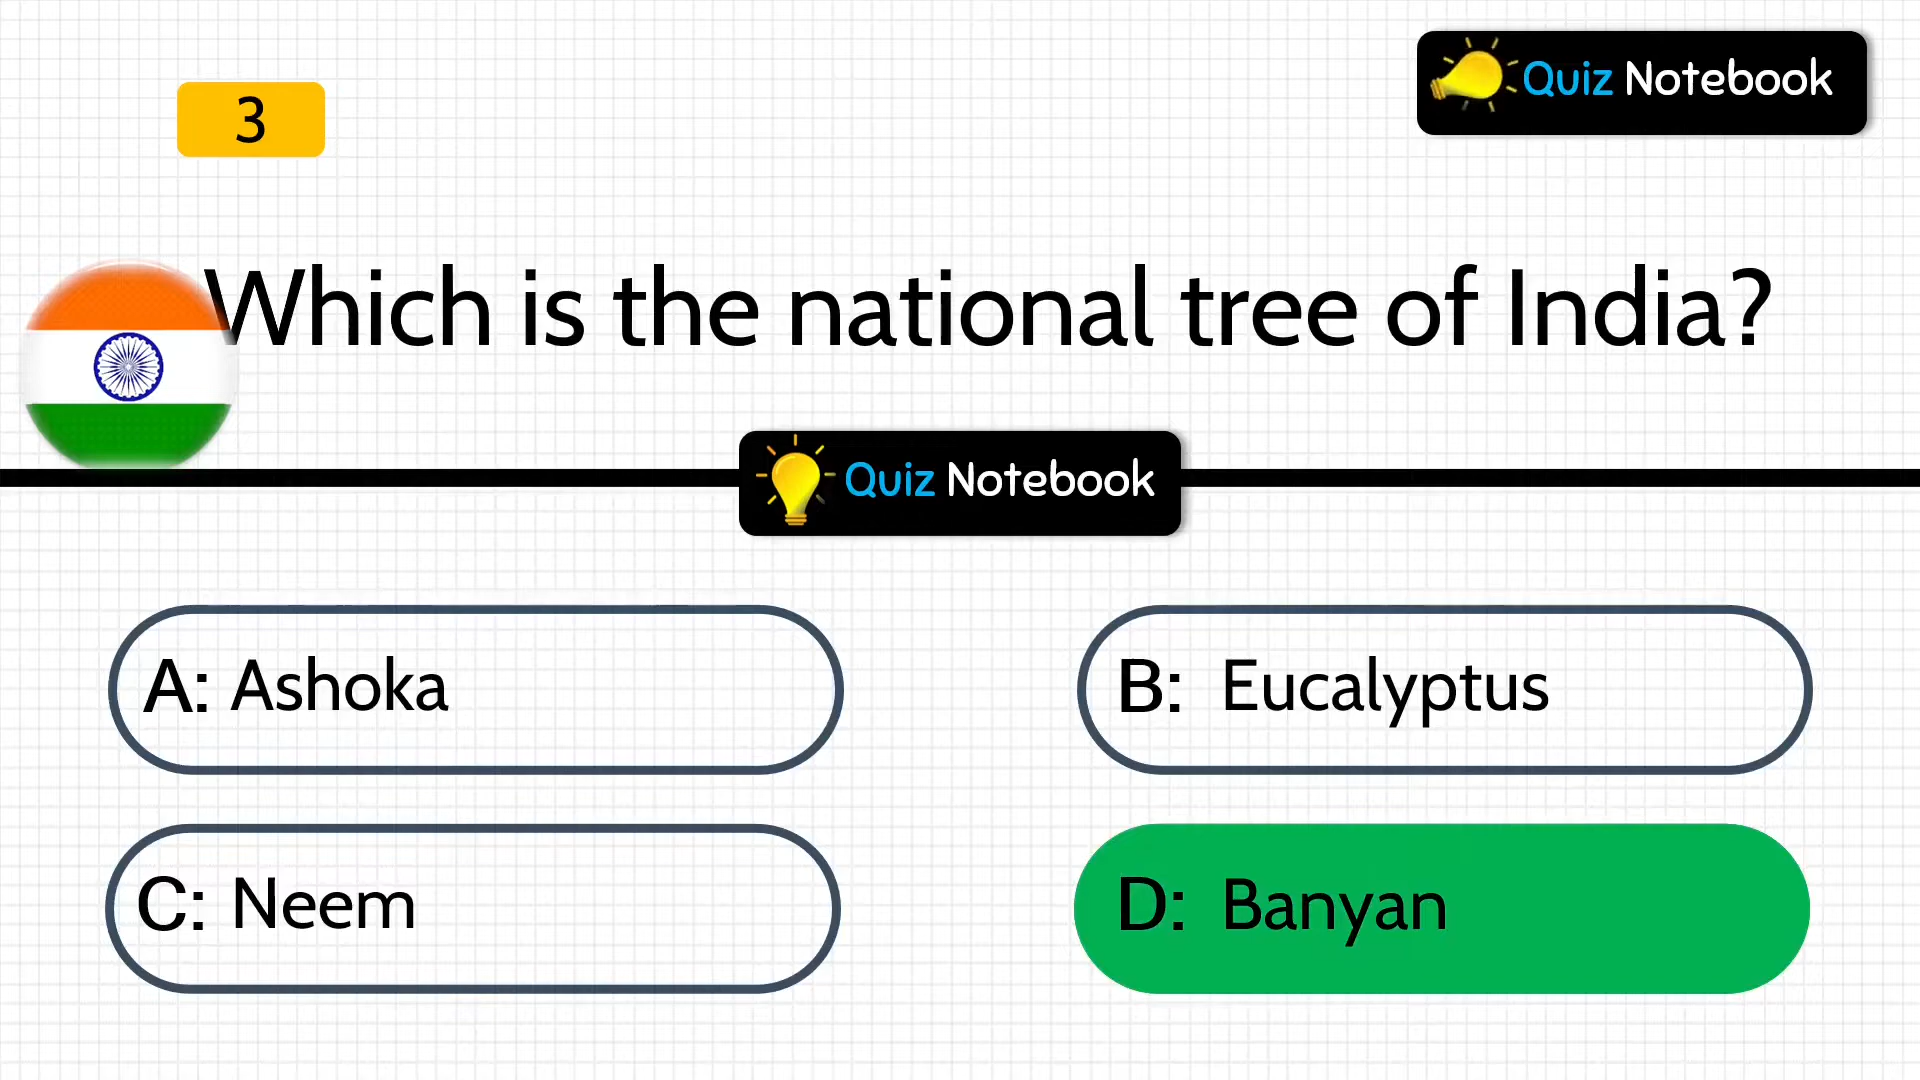 3
Quiz Notebook
Which is the national tree of India?
Quiz Notebook
A: Ashoka
B: Eucalyptus
C: Neem
D: Banyan